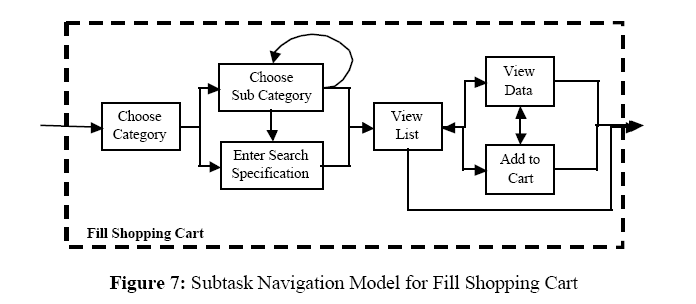 Choose
Sub Category
View
Data
Choose
Category
View
List
Enter Search
Specification
Add to
Cart
Fill Shopping Cart
Figure 7: Subtask Navigation Model for Fill Shopping Cart